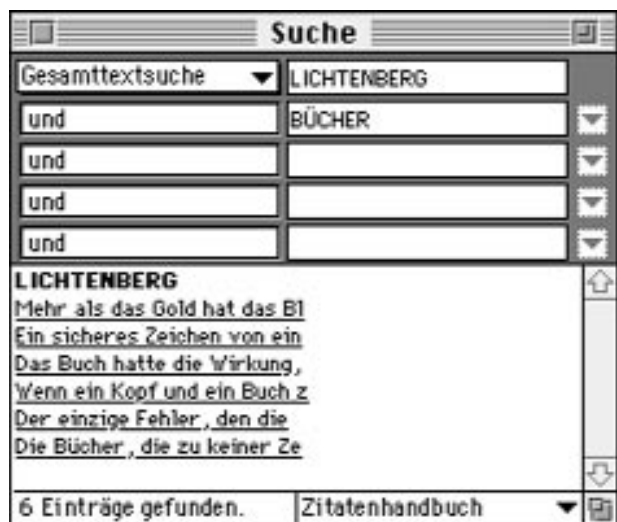 Suche
Gesamttextsuche LICHTENBERG
und BÜCHER
und
und
und
LICHTENBERG
Mehr als das Gold hat das Bl
Ein sicheres Zeichen von ein
Das Buch hatte die Wirkung,
Wenn ein Kopf und ein Buch z
Der einzige Fehler, den die
Die Bücher, die zu keiner Ze
6 Einträge gefunden. Zitatenhandbuch